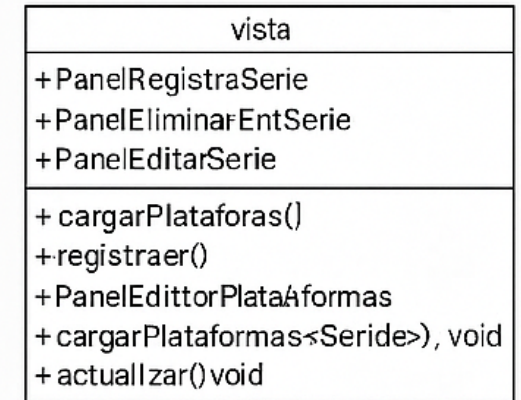 vista
+PanelRegistraSerie
+PanelEliminarEntSerie
+PanelEditarSerie
+ cargarPlataforas()
+registraer()
+PanelEdittorPlataAformas
+cargarPlataformas<Seride>), void
+actualIzar()void